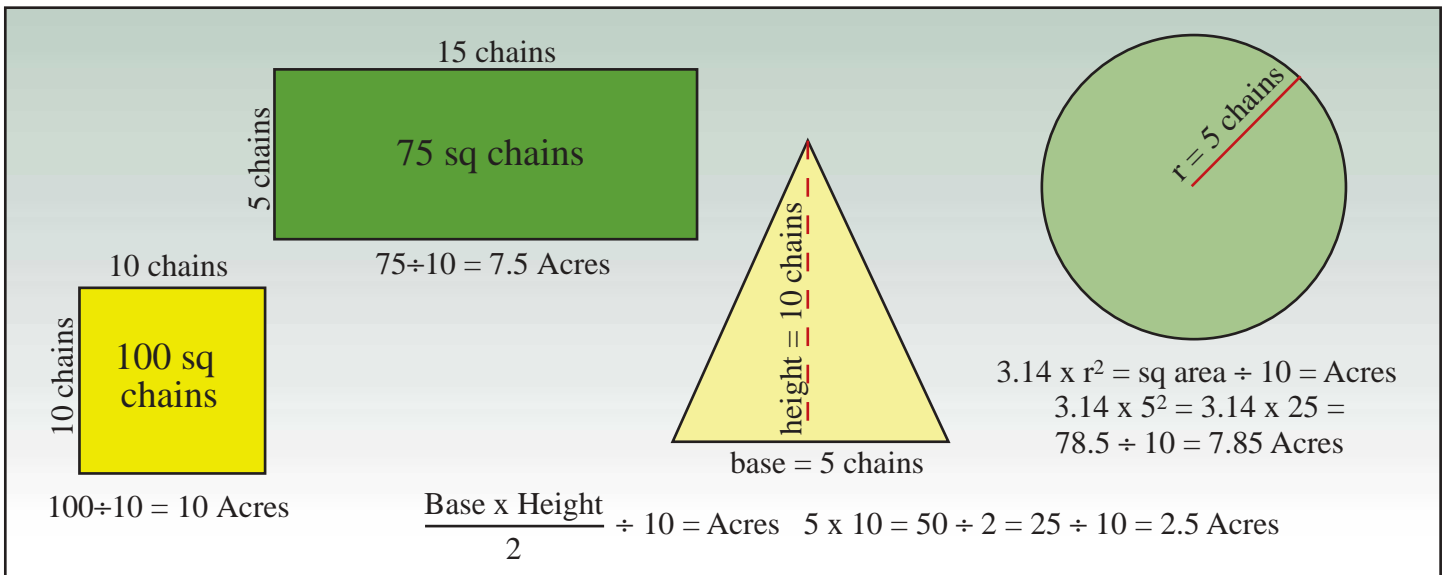 15 chains
5 chains
75 sq chains
75÷10 = 7.5 Acres
10 chains
10 chains
100 sq
chains
100÷10 = 10 Acres
height = 10 chains
base = 5 chains
Base x Height
2
÷ 10 = Acres 5 x 10 = 50 ÷ 2 = 25 ÷ 10 = 2.5 Acres
r = 5 chains
3.14 x r² = sq area ÷ 10 = Acres
3.14 x 5² = 3.14 x 25 =
78.5 ÷ 10 = 7.85 Acres